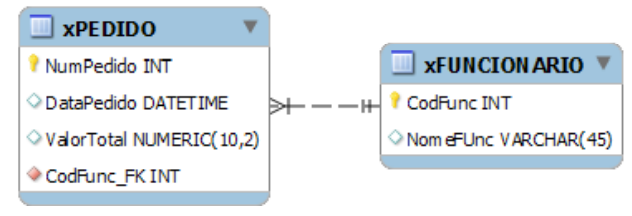 xPEDIDO
NumPedido INT
DataPedido DATETIME
ValorTotal NUMERIC(10,2)
CodFunc_FK INT
xFUNCIONARIO
CodFunc INT
NomeFUnc VARCHAR(45)